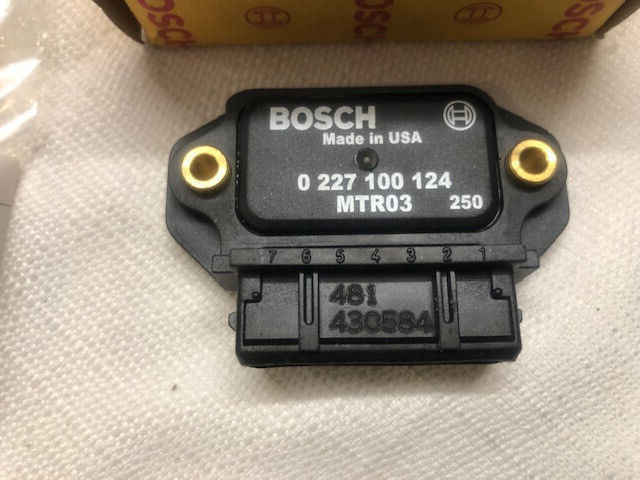 BOSCH
BOSCH
Made in USA
0 227 100 124
MTR03 250
7 6 5 4 3 2 1
481
430584